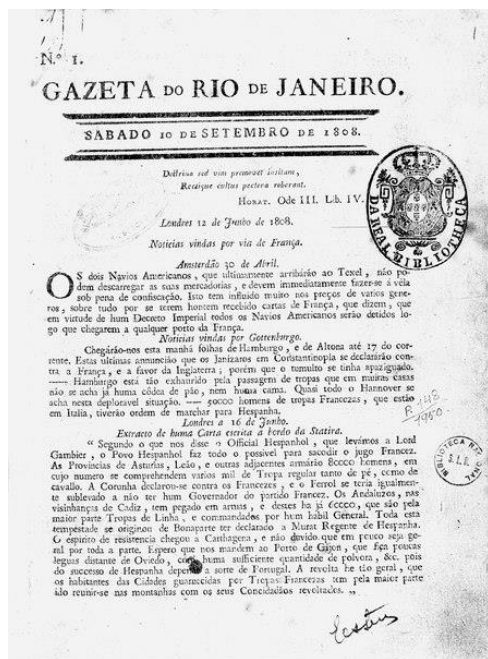 N.º 1.
GAZETA DO RIO DE JANEIRO.
SABADO 10 DE SETEMBRO DE 1808.
Doctrina sed vim promovet insitam,
Rectique cultus pectora roborant.
HORAT. Ode III. Lib. IV.
DA REAL BIBLIOTHECA
Londres 12 de Junho de 1808.
Noticias vindas por via de França.
Amsterdão 30 de Abril.
OS dois Navios Americanos, que ultimamente arribárão ao Texel, não po-
dem descarregar as suas mercadorias, e devem immediatamente fazer-se á véla
sob pena de confiscação. Isto tem influido muito nos preços de varios gene-
ros, sobre tudo por se terem hontem recebido cartas de França, que dizem, que
em virtude de hum Decreto Imperial todos os Navios Americanos serão detidos lo-
go que chegarem a qualquer porto da França.
Noticias vindas por Gottenburgo.
Chegárão-nos esta manhã folhas de Hamburgo, e de Altona até 17 do cor-
rente. Estas ultimas annuncião que os Janizaros em Constantinopla se declarárão con-
tra a França, e a favor da Inglaterra; porém que o tumulto se tinha apaziguado.
—— Hamburgo está tão exhaurido pela passagem de tropas que em muitas casas
não se acha já huma côdea de pão, nem huma cama. Quasi todo o Hannover se
acha nesta deploravel situação. —— 50000 homens de tropas Francezas, que estão
em Italia, tiverão ordem de marchar para Hespanha.
Londres a 16 de Junho.
Extracto de huma Carta escrita a bordo da Statira.
" Segundo o que nos disse o Official Hespanhol, que levámos a Lord
Gambier, o Povo Hespanhol faz todo o possivel para sacodir o jugo Francez.
As Provincias de Asturias, Leão, e outras adjacentes armárão 80000 homens, em
cujo numero se comprehendem varios mil de Tropa regular tanto de pé, como de
cavallo. A Corunha declarou-se contra os Francezes, e o Ferrol se teria igualmen-
te sublevado a não ter hum Governador do partido Francez. Os Andaluzos, nas
visinhanças de Cadiz, tem pegado em armas, e destes ha já 60000, que são pela
maior parte Tropas de Linha, e commandados por hum habil General. Toda esta
tempestade se originou de Bonaparte ter declarado a Murat Regente de Hespanha.
O espirito de resistencia chegou a Carthagena, e não duvido que em pouco seja ge-
ral por toda a parte. Espero que nos mandem ao Porto de Gijon, que fica poucas
leguas distante de Oviedo, com huma sufficiente quantidade de polvora, &c. pois
do successo de Hespanha depende a sorte de Portugal. A revolta he tão geral, que
os habitantes das Cidades guarnecidas por Tropas Francezas tem pela maior parte
ido reunir-se nas montanhas com os seus Concidadãos revoltados. „